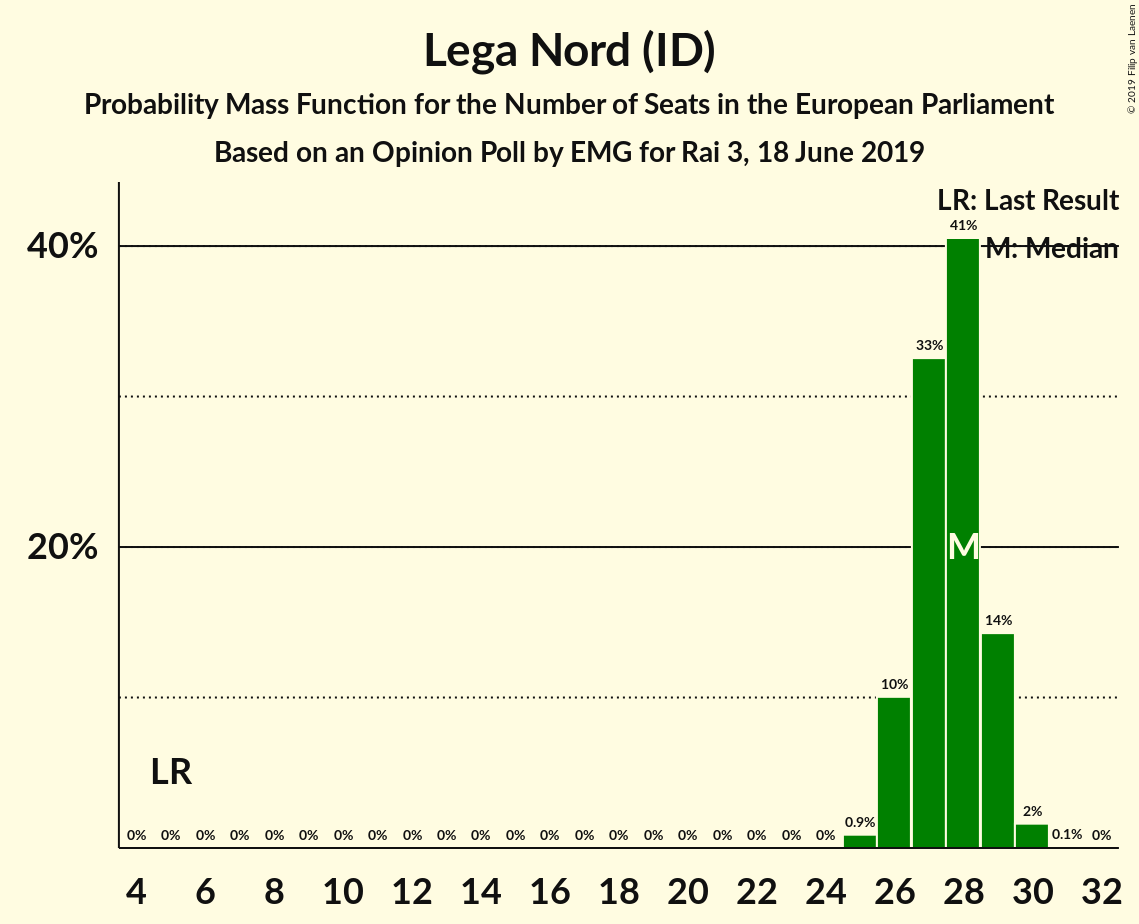 © 2019 Filip van Laenen
Lega Nord (ID)
Probability Mass Function for the Number of Seats in the European Parliament
Based on an Opinion Poll by EMG for Rai 3, 18 June 2019
LR: Last Result
M: Median
40%
20%
41%
33%
M
14%
10%
LR
0% 0% 0% 0% 0% 0% 0% 0% 0% 0% 0% 0% 0% 0% 0% 0% 0% 0% 0% 0% 0% 0.9% 2% 0.1% 0%
4 6 8 10 12 14 16 18 20 22 24 26 28 30 32